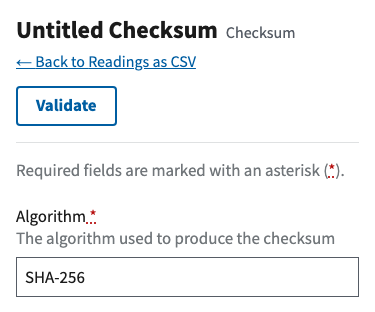 Untitled Checksum Checksum
← Back to Readings as CSV
Validate
Required fields are marked with an asterisk (*).
Algorithm*
The algorithm used to produce the checksum
SHA-256